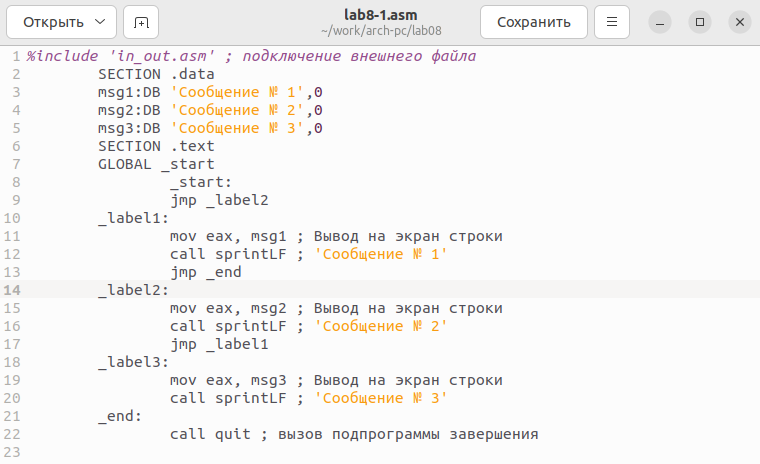 Открыть
lab8-1.asm
~/work/arch-pc/lab08
Сохранить
1 %include 'in_out.asm' ; подключение внешнего файла
2 SECTION .data
3 msg1:DB 'Сообщение № 1',0
4 msg2:DB 'Сообщение № 2',0
5 msg3:DB 'Сообщение № 3',0
6 SECTION .text
7 GLOBAL _start
8 _start:
9 jmp _label2
10 _label1:
11 mov eax, msg1 ; Вывод на экран строки
12 call sprintLF ; 'Сообщение № 1'
13 jmp _end
14 _label2:
15 mov eax, msg2 ; Вывод на экран строки
16 call sprintLF ; 'Сообщение № 2'
17 jmp _label1
18 _label3:
19 mov eax, msg3 ; Вывод на экран строки
20 call sprintLF ; 'Сообщение № 3'
21 _end:
22 call quit ; вызов подпрограммы завершения
23